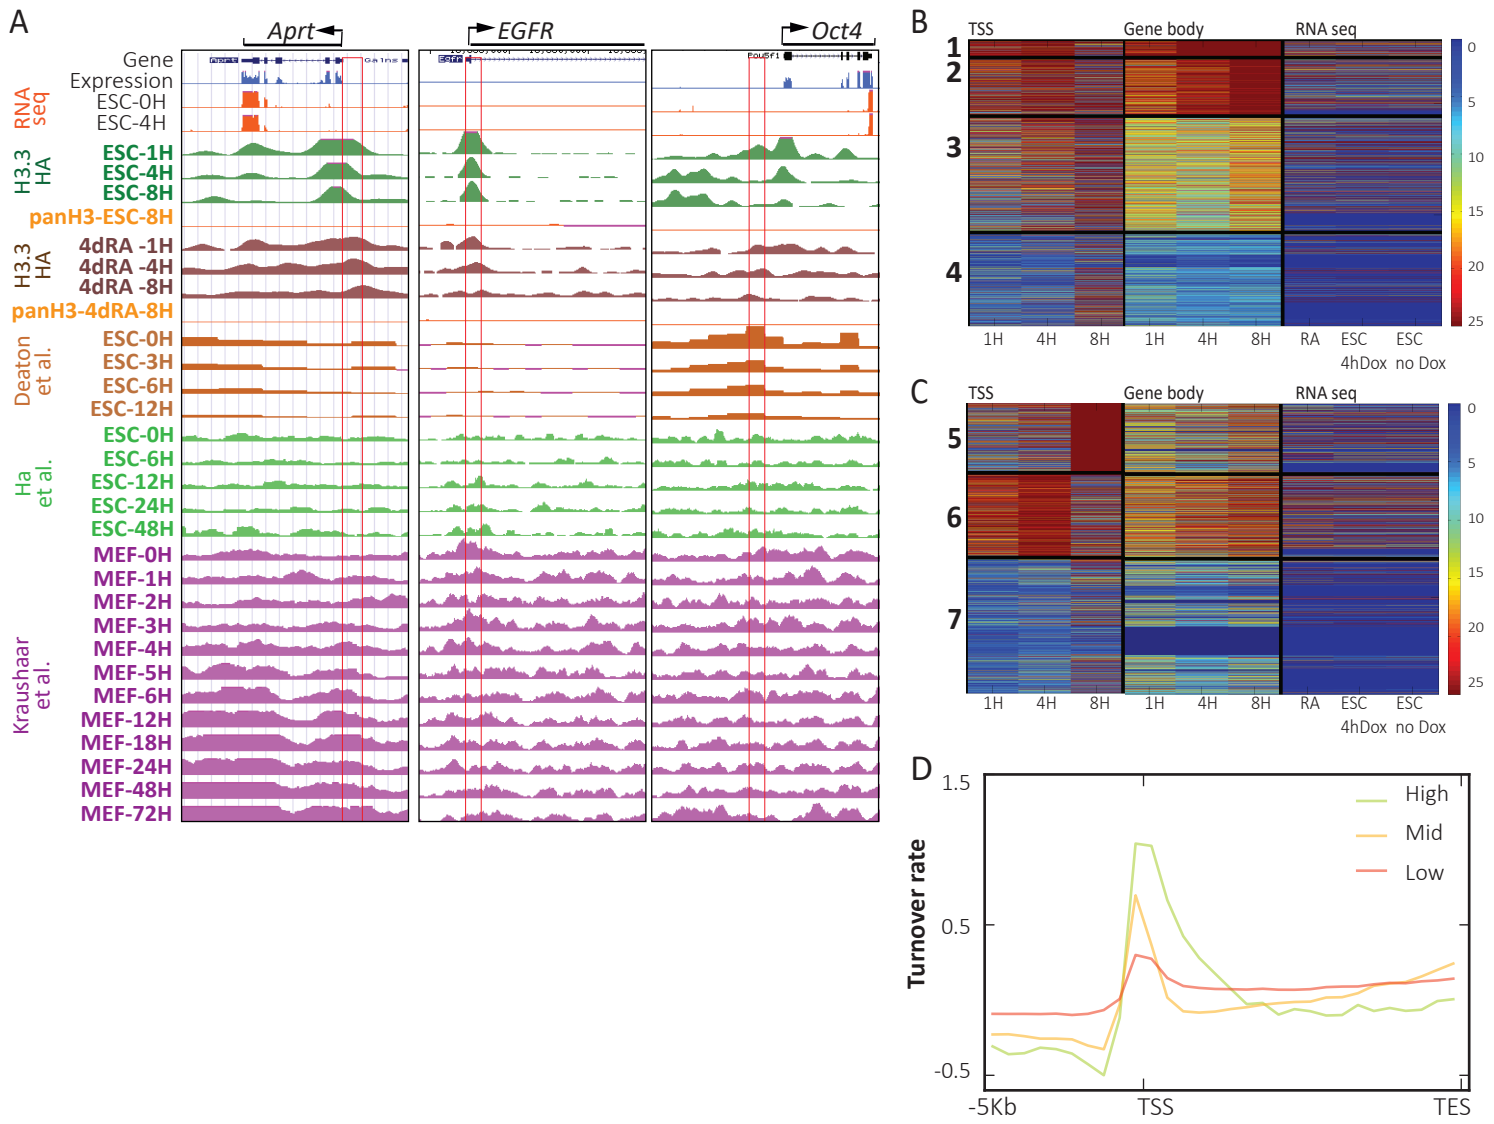 A
Aprt
EGFR
Oct4
Gene
Expression
RNA seq
ESC-0H
ESC-4H
Aprt
Galns
Egfr
Pou5f1
H3.3 HA
ESC-1H
ESC-4H
ESC-8H
panH3-ESC-8H
H3.3 HA
4dRA -1H
4dRA -4H
4dRA -8H
panH3-4dRA-8H
Deaton et al.
ESC-0H
ESC-3H
ESC-6H
ESC-12H
Ha et al.
ESC-0H
ESC-6H
ESC-12H
ESC-24H
ESC-48H
Kraushaar et al.
MEF-0H
MEF-1H
MEF-2H
MEF-3H
MEF-4H
MEF-5H
MEF-6H
MEF-12H
MEF-18H
MEF-24H
MEF-48H
MEF-72H
B
TSS Gene body RNA seq
1
2
3
4
0
5
10
15
20
25
1H 4H 8H 1H 4H 8H RA ESC ESC
4hDox no Dox
C
TSS Gene body RNA seq
5
6
7
0
5
10
15
20
25
1H 4H 8H 1H 4H 8H RA ESC ESC
4hDox no Dox
D
1.5
0.5
-0.5
Turnover rate
High
Mid
Low
-5Kb TSS TES